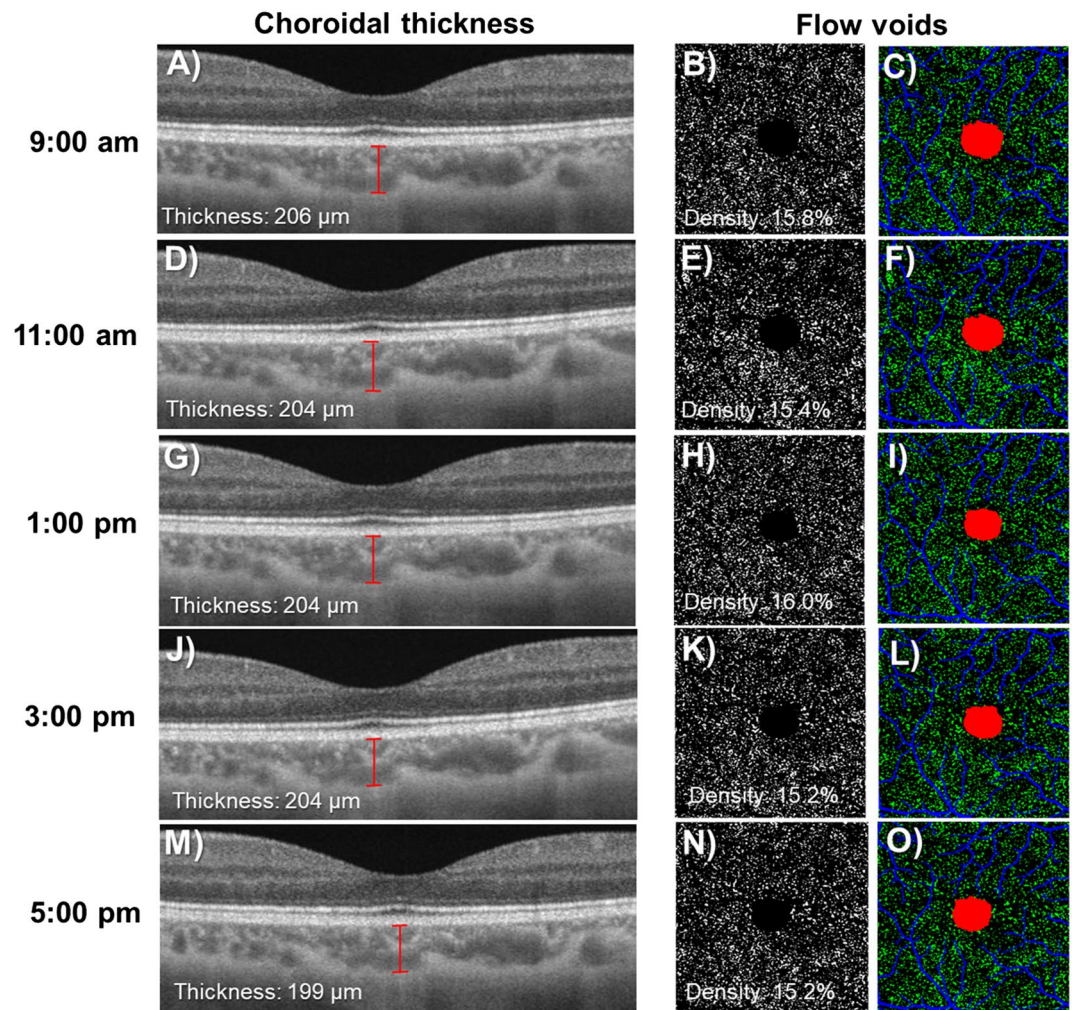 Choroidal thickness
Flow voids
9:00 am
A)
Thickness: 206 µm
B)
Density: 15.8%
C)
11:00 am
D)
Thickness: 204 µm
E)
Density: 15.4%
F)
1:00 pm
G)
Thickness: 204 µm
H)
Density: 16.0%
I)
3:00 pm
J)
Thickness: 204 µm
K)
Density: 15.2%
L)
5:00 pm
M)
Thickness: 199 µm
N)
Density: 15.2%
O)